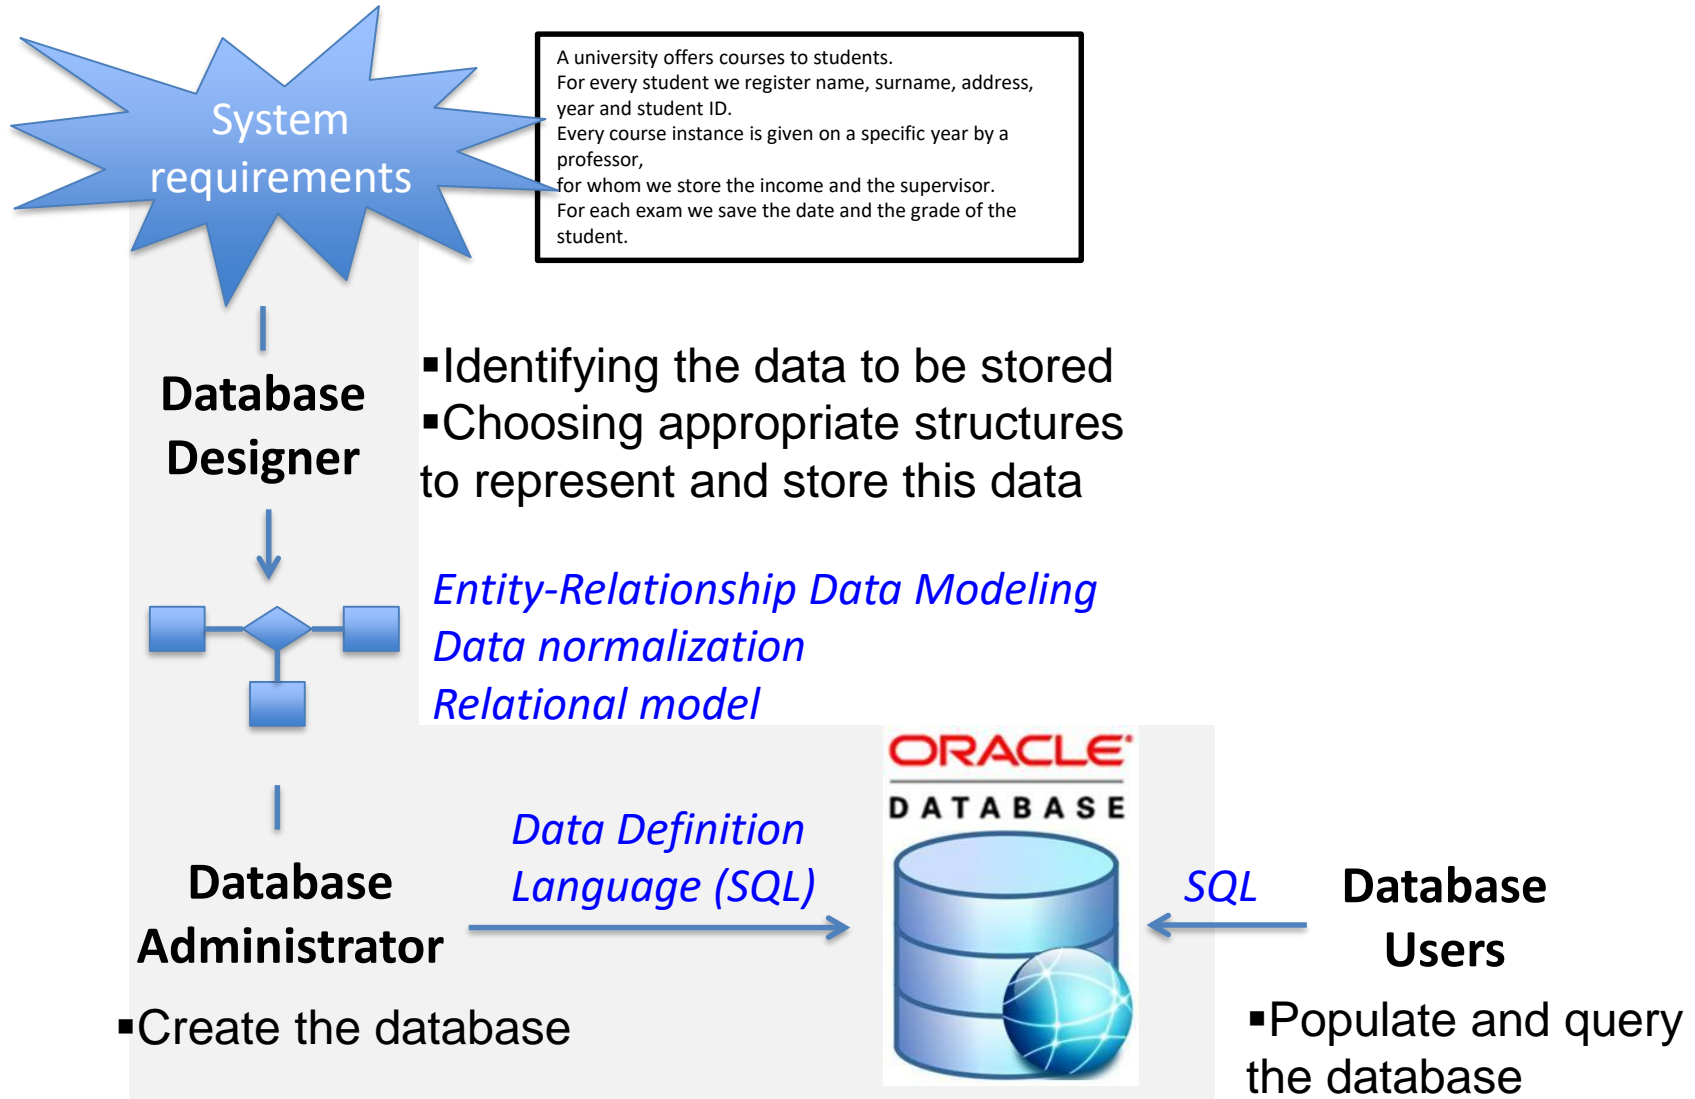 System
requirements
A university offers courses to students.
For every student we register name, surname, address,
year and student ID.
Every course instance is given on a specific year by a
professor,
for whom we store the income and the supervisor.
For each exam we save the date and the grade of the
student.
Database
Designer
▪Identifying the data to be stored
▪Choosing appropriate structures
to represent and store this data
Entity-Relationship Data Modeling
Data normalization
Relational model
ORACLE®
DATABASE
Data Definition
Language (SQL)
Database
Administrator
▪Create the database
SQL
Database
Users
▪Populate and query
the database